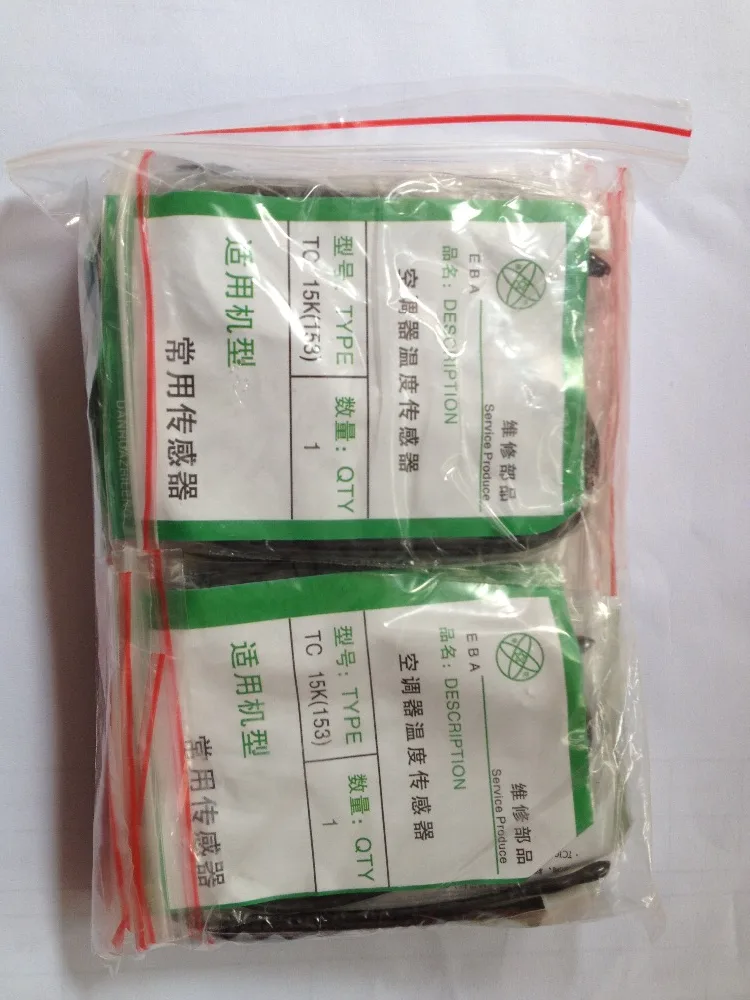 EBA
维修部品
Service Produce
品名: DESCRIPTION
空调器温度传感器
型号: TYPE
数量: QTY
TC 15K(153)
1
适用机型
常用传感器
EBA
维修部品
Service Produce
品名: DESCRIPTION
空调器温度传感器
型号: TYPE
数量: QTY
TC 15K(153)
1
适用机型
常用传感器